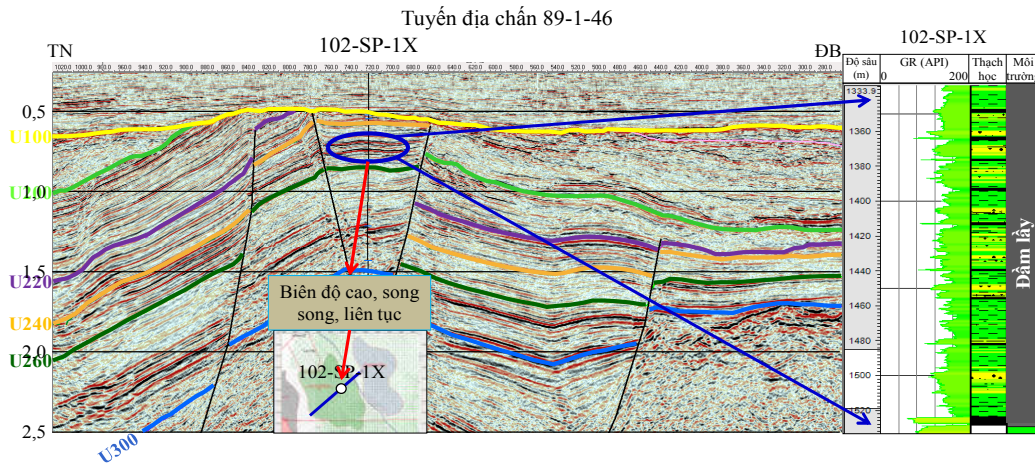 Tuyến địa chấn 89-1-46
TN
102-SP-1X
ĐB
0,5
1,0
1,5
2,0
2,5
U100
U220
U240
U260
U300
Biên độ cao, song
song, liên tục
102-SP-1X
102-SP-1X
Độ sâu
(m)
GR (API)
0
200
Thạch
học
Môi
trườn
1333.9
1360
1380
1400
1420
1440
1460
1480
1500
1520
Đầm lầy